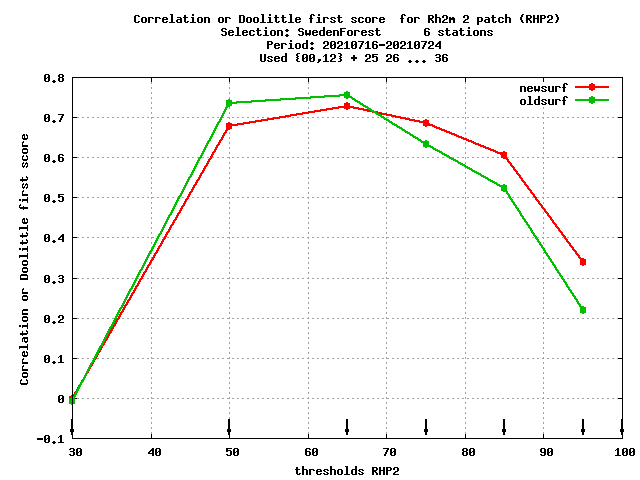 Correlation or Doolittle first score  for Rh2m 2 patch (RHP2)
Selection: SwedenForest      6 stations
Period: 20210716-20210724
Used {00,12} + 25 26 ... 36
newsurf
oldsurf
Correlation or Doolittle first score
0.8
0.7
0.6
0.5
0.4
0.3
0.2
0.1
0
-0.1
30 40 50 60 70 80 90 100
thresholds RHP2